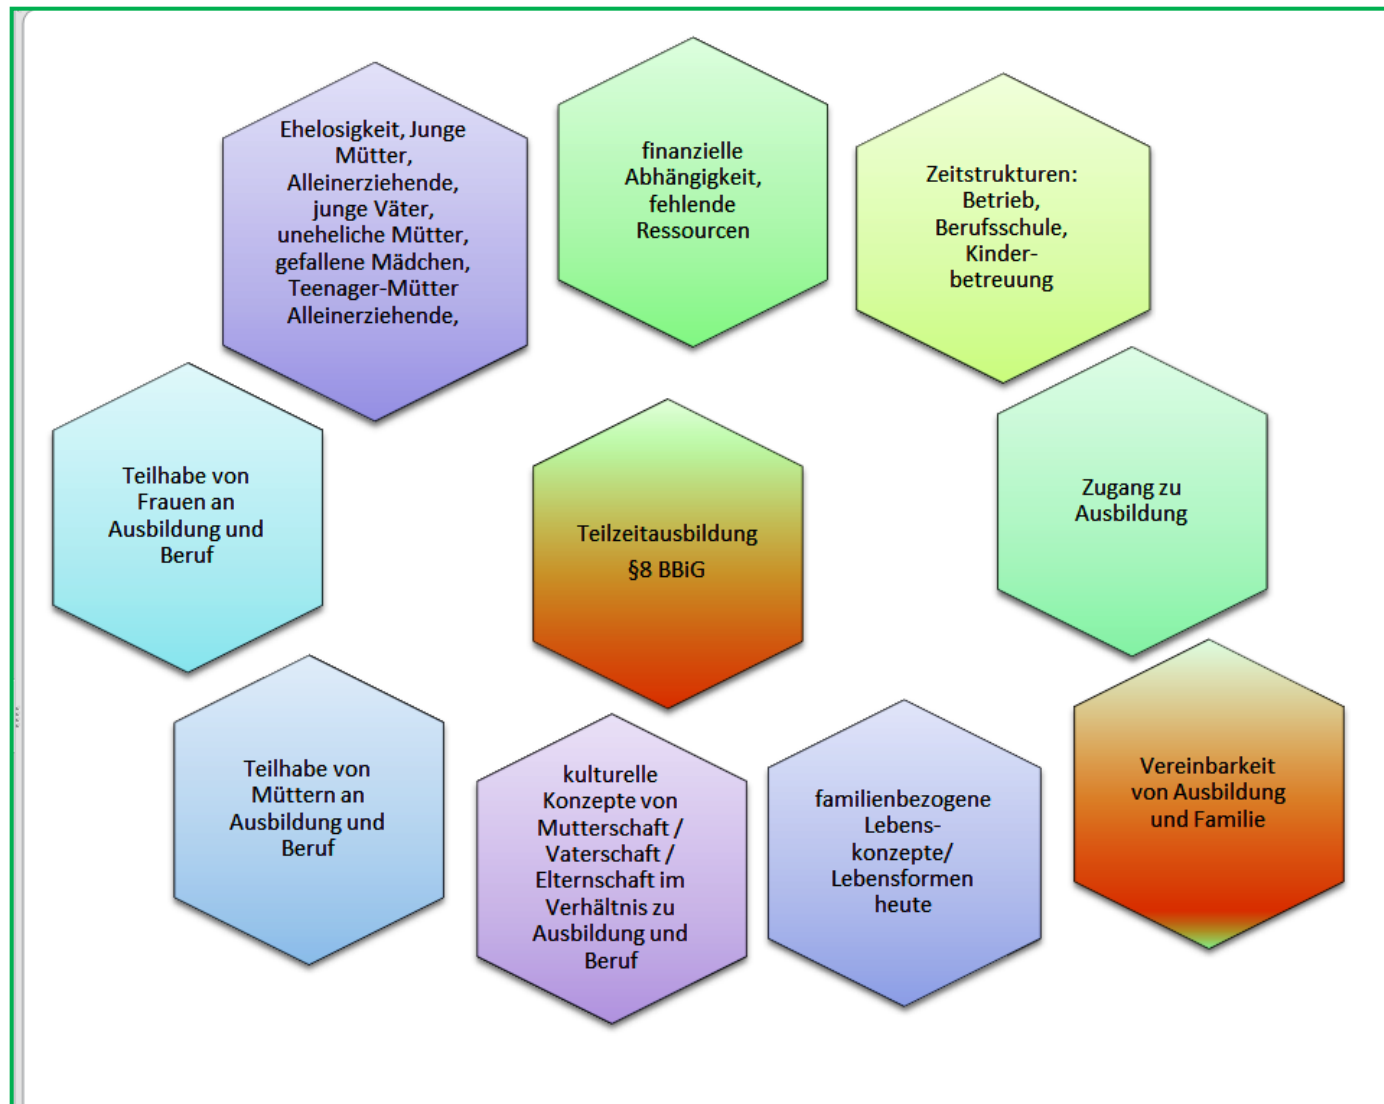 Ehelosigkeit, Junge
Mütter,
Alleinerziehende,
junge Väter,
uneheliche Mütter,
gefallene Mädchen,
Teenager-Mütter
Alleinerziehende,
finanzielle
Abhängigkeit,
fehlende
Ressourcen
Zeitstrukturen:
Betrieb,
Berufsschule,
Kinder-
betreuung
Teilhabe von
Frauen an
Ausbildung und
Beruf
Teilzeitausbildung
§8 BBiG
Zugang zu
Ausbildung
Teilhabe von
Müttern an
Ausbildung und
Beruf
kulturelle
Konzepte von
Mutterschaft /
Vaterschaft /
Elternschaft im
Verhältnis zu
Ausbildung und
Beruf
familienbezogene
Lebens-
konzepte/
Lebensformen
heute
Vereinbarkeit
von Ausbildung
und Familie